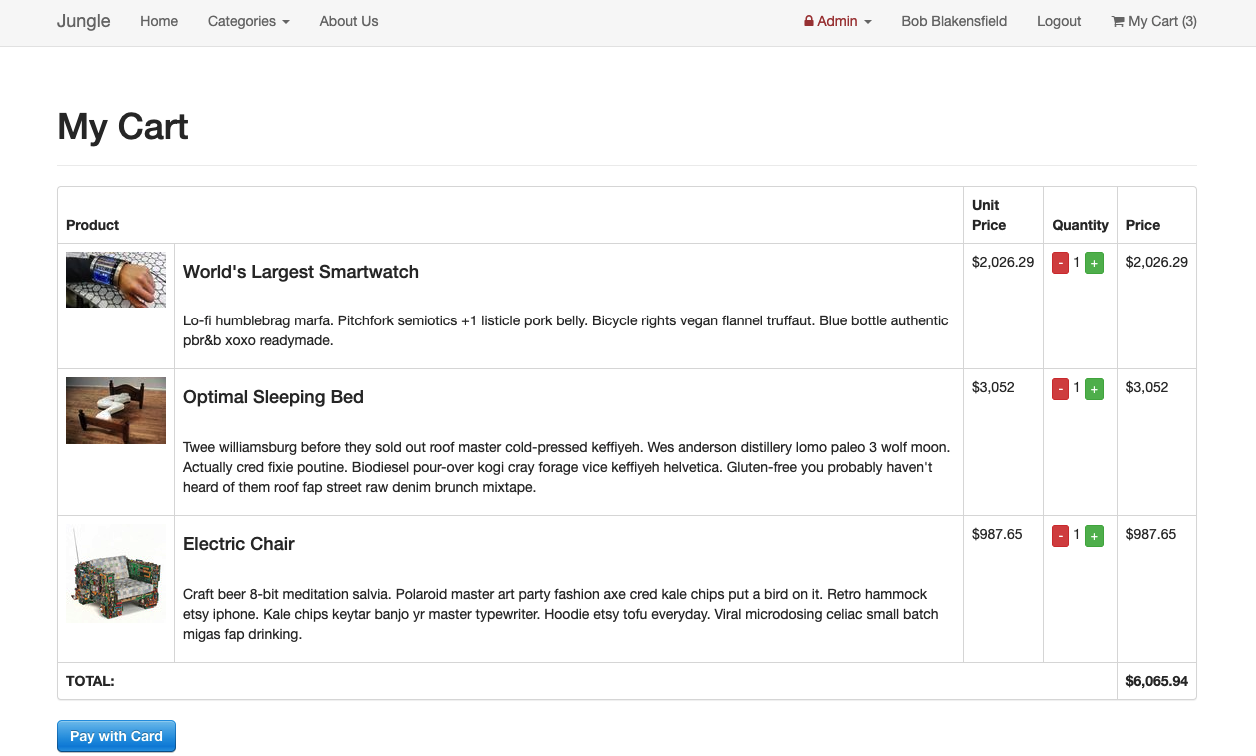 Jungle Home Categories About Us Admin Bob Blakensfield Logout My Cart (3)
My Cart
Product Unit Price Quantity Price
World's Largest Smartwatch $2,026.29 - 1 + $2,026.29
Lo-fi humblebrag marfa. Pitchfork semiotics +1 listicle pork belly. Bicycle rights vegan flannel truffaut. Blue bottle authentic
pbr&b xoxo readymade.
Optimal Sleeping Bed $3,052 - 1 + $3,052
Twee williamsburg before they sold out roof master cold-pressed keffiyeh. Wes anderson distillery lomo paleo 3 wolf moon.
Actually cred fixie poutine. Biodiesel pour-over kogi cray forage vice keffiyeh helvetica. Gluten-free you probably haven't
heard of them roof fap street raw denim brunch mixtape.
Electric Chair $987.65 - 1 + $987.65
Craft beer 8-bit meditation salvia. Polaroid master art party fashion axe cred kale chips put a bird on it. Retro hammock
etsy iphone. Kale chips keytar banjo yr master typewriter. Hoodie etsy tofu everyday. Viral microdosing celiac small batch
migas fap drinking.
TOTAL: $6,065.94
Pay with Card